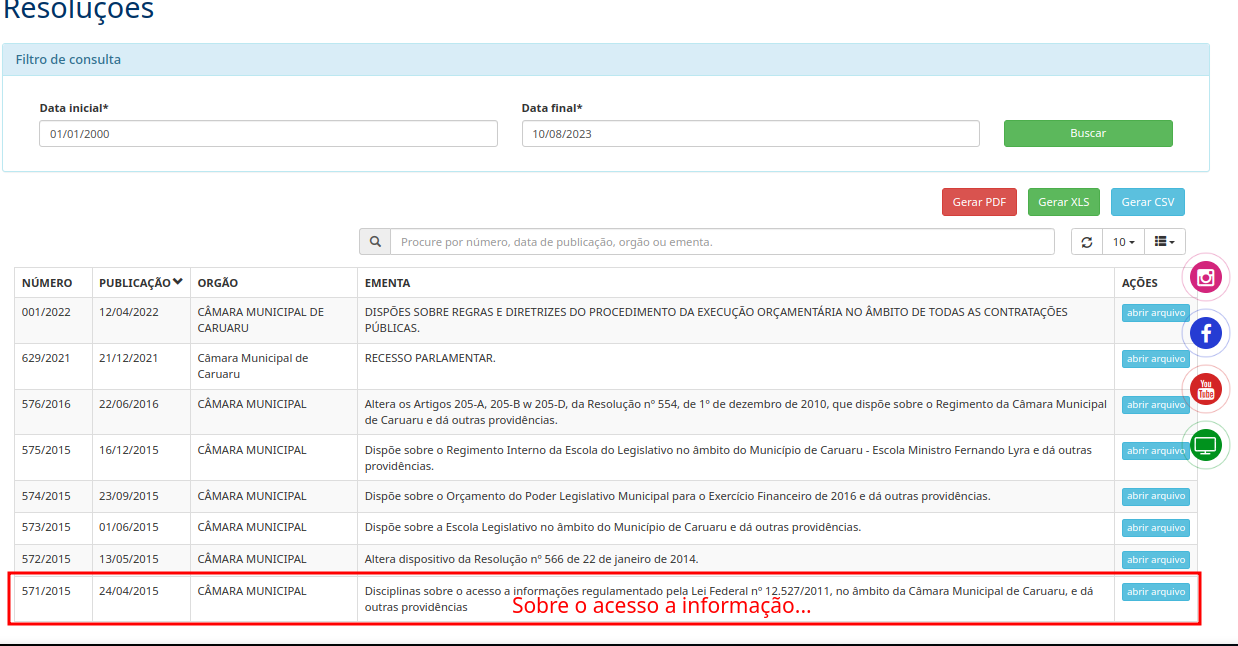 Resoluções
Filtro de consulta
Data inicial*
Data final*
01/01/2000
10/08/2023
Buscar
Gerar PDF
Gerar XLS
Gerar CSV
Procure por número, data de publicação, orgão ou ementa.
10
NÚMERO PUBLICAÇÃO ORGÃO EMENTA AÇÕES
001/2022 12/04/2022 CÂMARA MUNICIPAL DE DISPÕES SOBRE REGRAS E DIRETRIZES DO PROCEDIMENTO DA EXECUÇÃO ORÇAMENTÁRIA NO ÂMBITO DE TODAS AS CONTRATAÇÕES abrir arquivo
CARUARU PÚBLICAS.
629/2021 21/12/2021 Câmara Municipal de RECESSO PARLAMENTAR. abrir arquivo
Caruaru
576/2016 22/06/2016 CÂMARA MUNICIPAL Altera os Artigos 205-A, 205-B w 205-D, da Resolução nº 554, de 1º de dezembro de 2010, que dispõe sobre o Regimento da Câmara Municipal abrir arquivo
de Caruaru e dá outras providências.
You
Tube
575/2015 16/12/2015 CÂMARA MUNICIPAL Dispõe sobre o Regimento Interno da Escola do Legislativo no âmbito do Município de Caruaru - Escola Ministro Fernando Lyra e dá outras abrir arquivo
providências.
574/2015 23/09/2015 CÂMARA MUNICIPAL Dispõe sobre o Orçamento do Poder Legislativo Municipal para o Exercício Financeiro de 2016 e dá outras providências. abrir arquivo
573/2015 01/06/2015 CÂMARA MUNICIPAL Dispõe sobre a Escola Legislativo no âmbito do Município de Caruaru e dá outras providências. abrir arquivo
572/2015 13/05/2015 CÂMARA MUNICIPAL Altera dispositivo da Resolução nº 566 de 22 de janeiro de 2014. abrir arquivo
571/2015 24/04/2015 CÂMARA MUNICIPAL Disciplinas sobre o acesso a informações regulamentado pela Lei Federal nº 12.527/2011, no âmbito da Câmara Municipal de Caruaru, e dá abrir arquivo
outras providências
Sobre o acesso a informação...